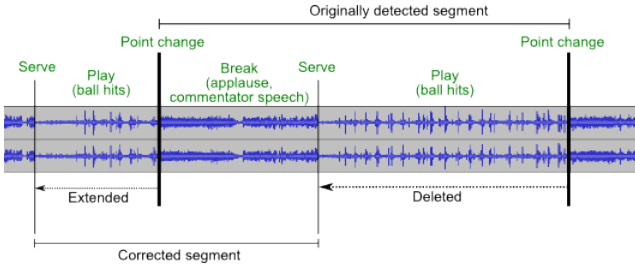 Originally detected segment
Point change
Point change
Serve
Play
(ball hits)
Break
(applause,
commentator speech)
Serve
Play
(ball hits)
Extended
Deleted
Corrected segment